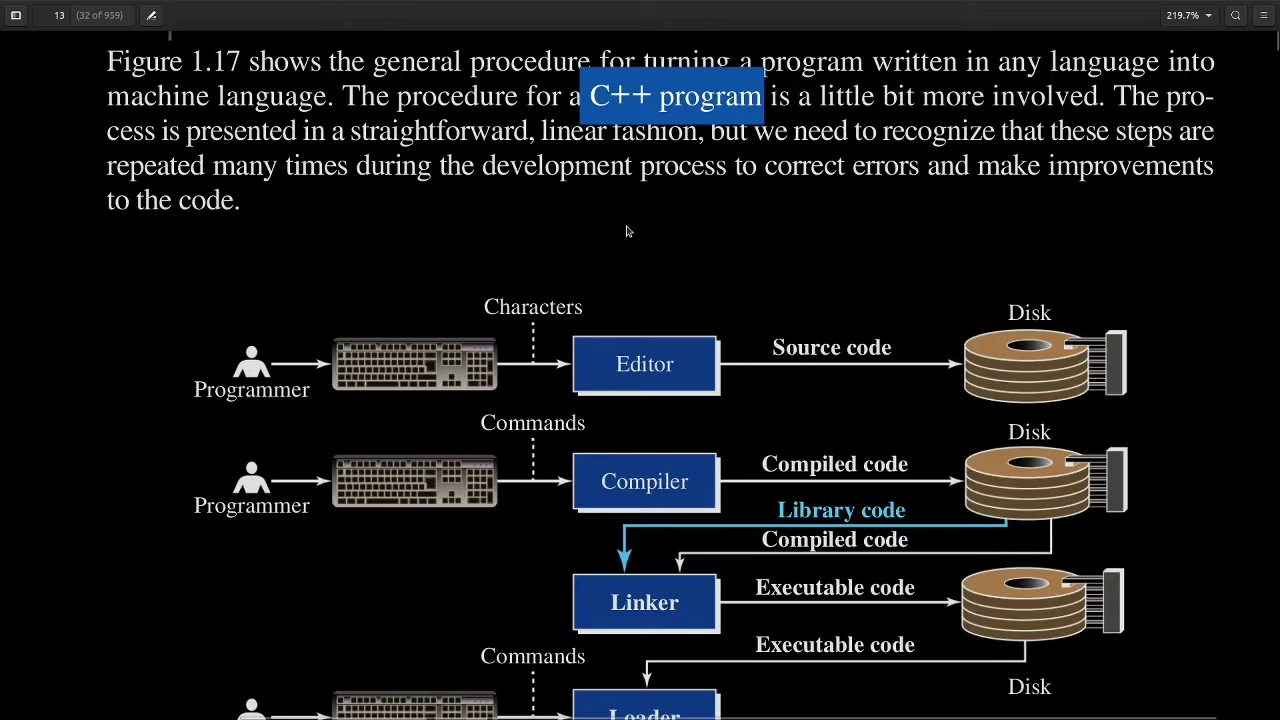 13 (32 of 959) 219.7%
Figure 1.17 shows the general procedure for turning a program written in any language into
machine language. The procedure for a C++ program is a little bit more involved. The pro-
cess is presented in a straightforward, linear fashion, but we need to recognize that these steps are
repeated many times during the development process to correct errors and make improvements
to the code.
Characters
Disk
Editor
Source code
Programmer
Commands
Disk
Compiler
Compiled code
Programmer
Library code
Compiled code
Linker
Executable code
Executable code
Commands
Disk
Loader